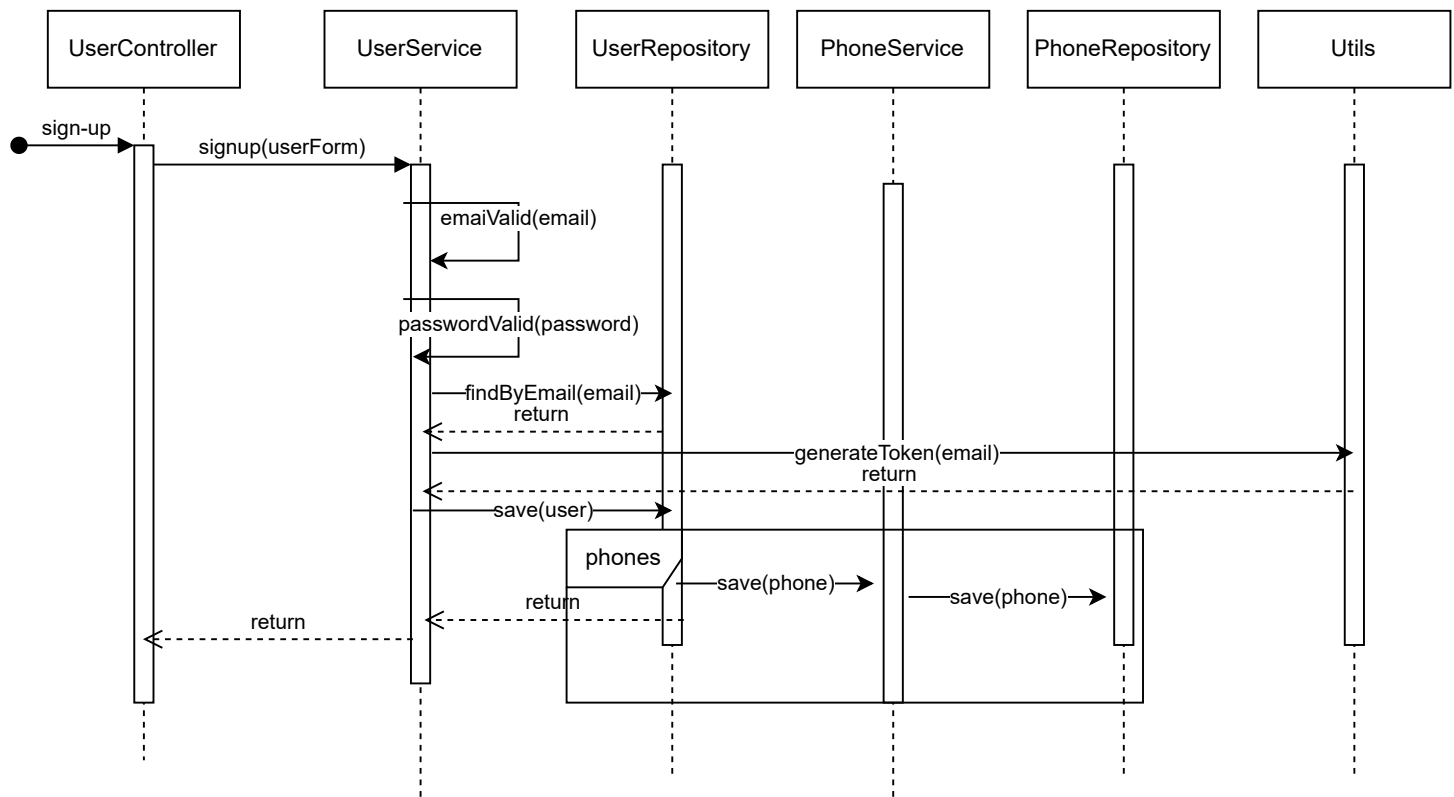 UserController
UserService
UserRepository
PhoneService
PhoneRepository
Utils
sign-up
signup(userForm)
emaiValid(email)
passwordValid(password)
findByEmail(email)
return
generateToken(email)
return
save(user)
phones
save(phone)
save(phone)
return
return